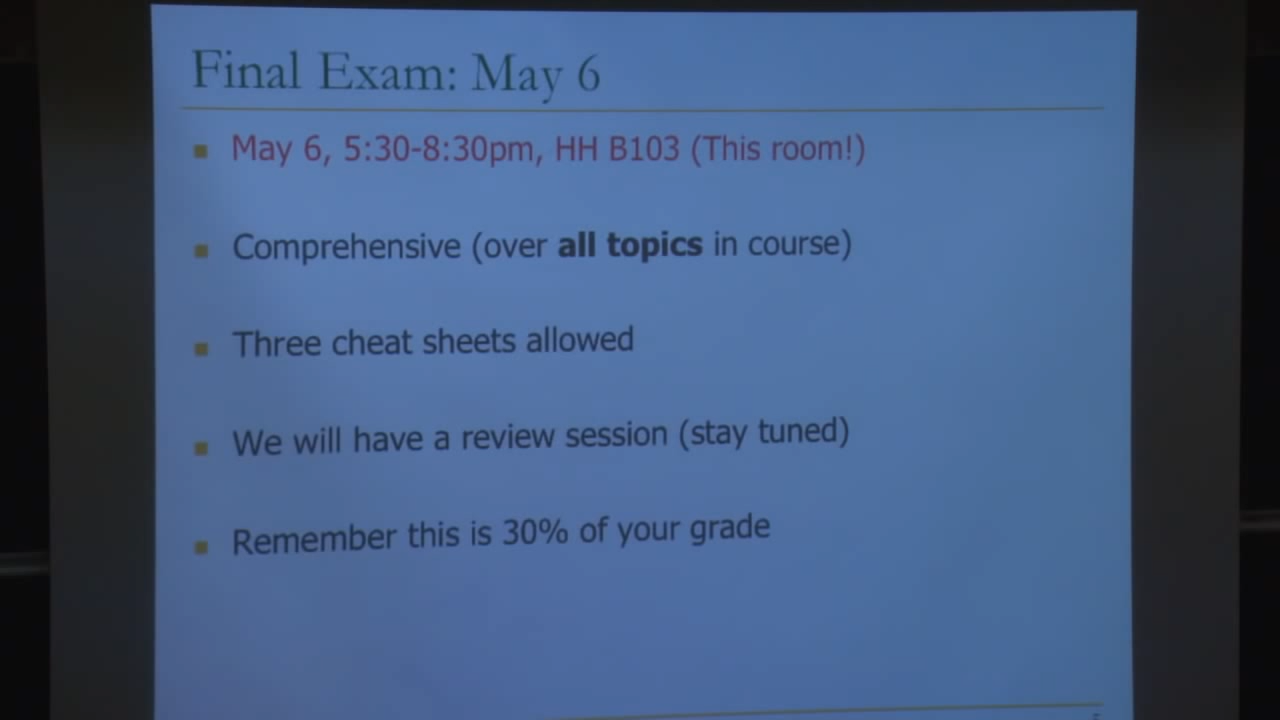 Final Exam: May 6
May 6, 5:30-8:30pm, HH B103 (This room!)
Comprehensive (over all topics in course)
Three cheat sheets allowed
We will have a review session (stay tuned)
Remember this is 30% of your grade